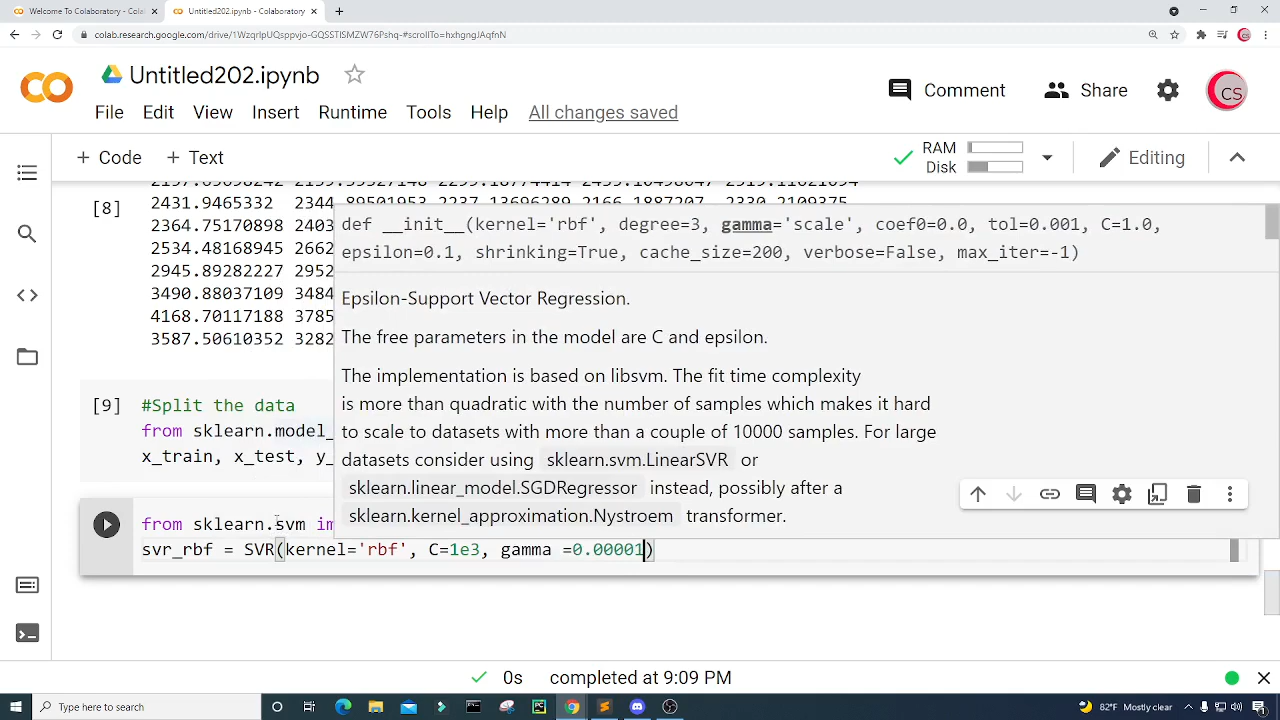 Welcome To Colaboratory - Colab
Untitled202.ipynb - Colaboratory
colab.research.google.com/drive/
Untitled202.ipynb
Comment
Share
CS
File Edit View Insert Runtime Tools Help All changes saved
+ Code + Text
RAM
Disk
Editing
[8]
2431.9465332 2344.89501953 2237.13696289 2166.1887207 2330.2109375
2364.75170898 2403
2534.48168945 2662
2945.89282227 2952
3490.88037109 3484
4168.70117188 3785
3587.50610352 3282
def __init__(kernel='rbf', degree=3, gamma='scale', coef0=0.0, tol=0.001, C=1.0,
epsilon=0.1, shrinking=True, cache_size=200, verbose=False, max_iter=-1)
Epsilon-Support Vector Regression.
The free parameters in the model are C and epsilon.
The implementation is based on libsvm. The fit time complexity
is more than quadratic with the number of samples which makes it hard
to scale to datasets with more than a couple of 10000 samples. For large
datasets consider using sklearn.svm.LinearSVR or
sklearn.linear_model.SGDRegressor instead, possibly after a
sklearn.kernel_approximation.Nystroem transformer.
[9] #Split the data
from sklearn.model_
x_train, x_test, y_
from sklearn.svm im
svr_rbf = SVR(kernel='rbf', C=1e3, gamma =0.00001)
0s completed at 9:09 PM
Type here to search
82°F Mostly clear